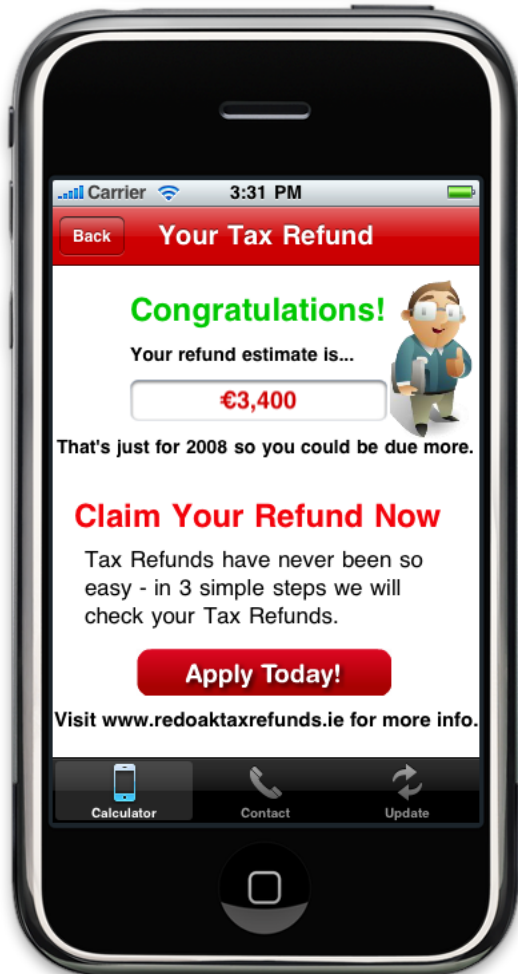 Carrier 3:31 PM
Back Your Tax Refund
Congratulations!
Your refund estimate is...
€3,400
That's just for 2008 so you could be due more.
Claim Your Refund Now
Tax Refunds have never been so
easy - in 3 simple steps we will
check your Tax Refunds.
Apply Today!
Visit www.redoaktaxrefunds.ie for more info.
Calculator Contact Update